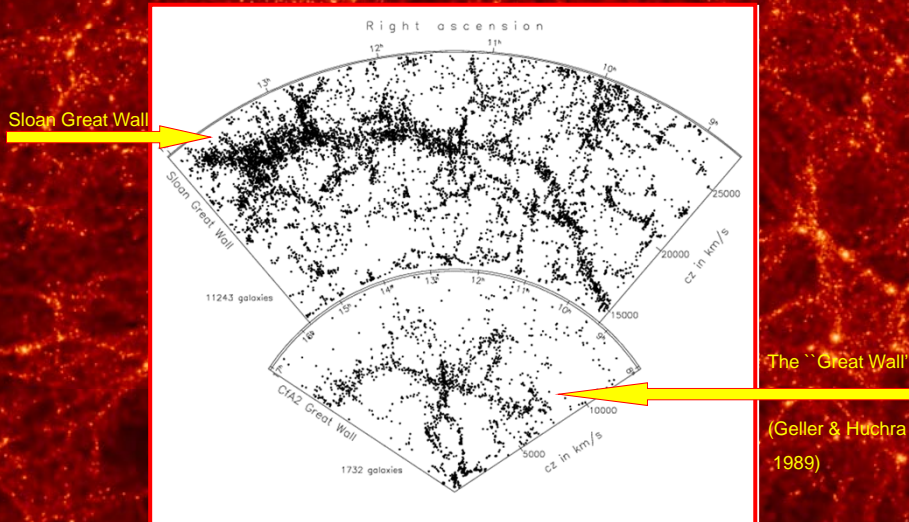 Right ascension
12ʰ
11ʰ
13ʰ
10ʰ
9ʰ
Sloan Great Wall
Sloan Great Wall
25000
20000
15000
cz in km/s
11243 galaxies
13ʰ
12ʰ
14ʰ
11ʰ
15ʰ
10ʰ
16ʰ
9ʰ
The ``Great Wall'
CfA2 Great Wall
10000
5000
cz in km/s
(Geller & Huchra
1989)
1732 galaxies